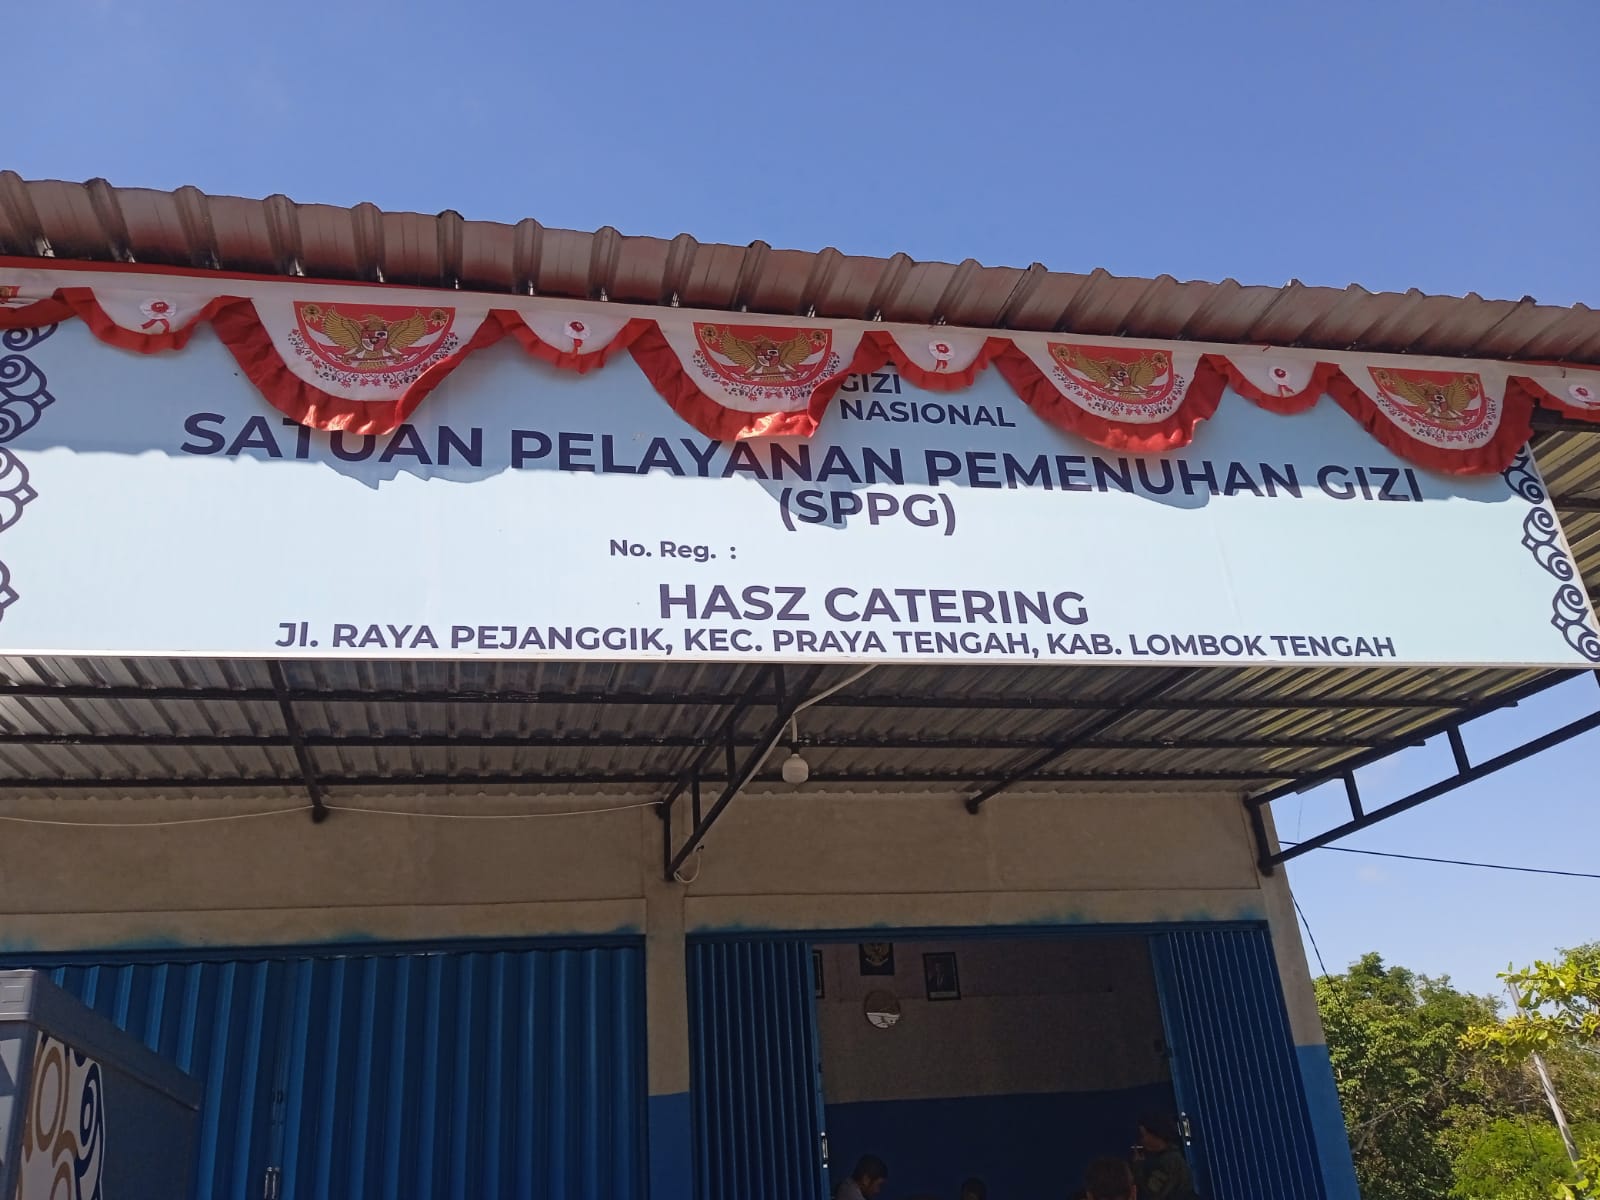 GIZI
NASIONAL
SATUAN PELAYANAN PEMENUHAN GIZI
(SPPG)
No. Reg. :
HASZ CATERING
Jl. RAYA PEJANGGIK, KEC. PRAYA TENGAH, KAB. LOMBOK TENGAH